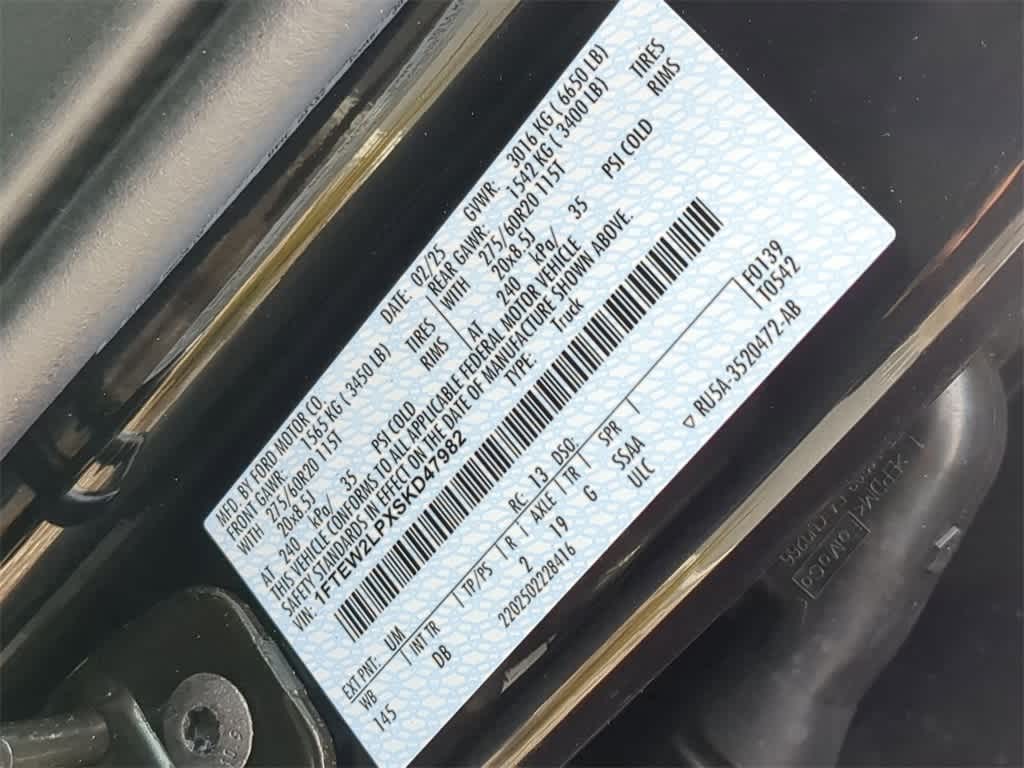 MFD. BY FORD MOTOR CO. DATE: 02/25 GVWR: 3016 KG ( 6650 LB)
FRONT GAWR: 1565 KG ( 3450 LB) REAR GAWR: 1542 KG ( 3400 LB)
WITH 275/60R20 115T TIRES WITH 275/60R20 115T TIRES
20x8.5J RIMS 20x8.5J RIMS
AT 240 kPa/ 35 PSI COLD AT 240 kPa/ 35 PSI COLD
THIS VEHICLE CONFORMS TO ALL APPLICABLE FEDERAL MOTOR VEHICLE
SAFETY STANDARDS IN EFFECT ON THE DATE OF MANUFACTURE SHOWN ABOVE.
VIN: 1FTEW2LPXSKD47982 TYPE: Truck
EXT PNT: UM RC: 13 DSO: F0139
WB INT TR TP/PS R AXLE TR SPR T0542
145 DB 2 19 G SSAA
2202502228416 ULC
▽ RU5A-3520472-AB